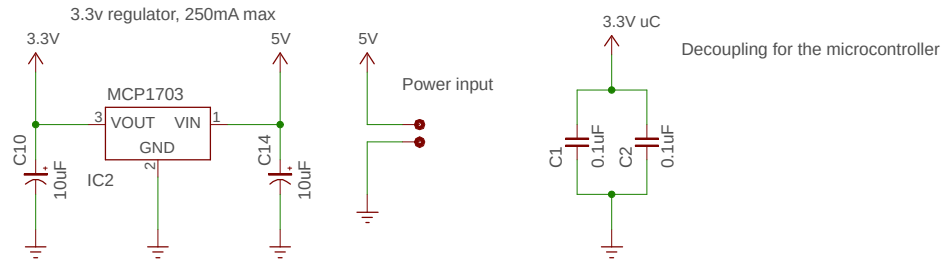 3.3v regulator, 250mA max
3.3V
5V
MCP1703
3
VOUT
VIN
1
GND
2
IC2
C10
10uF
+
C14
10uF
+
5V
Power input
3.3V uC
Decoupling for the microcontroller
C1
0.1uF
C2
0.1uF